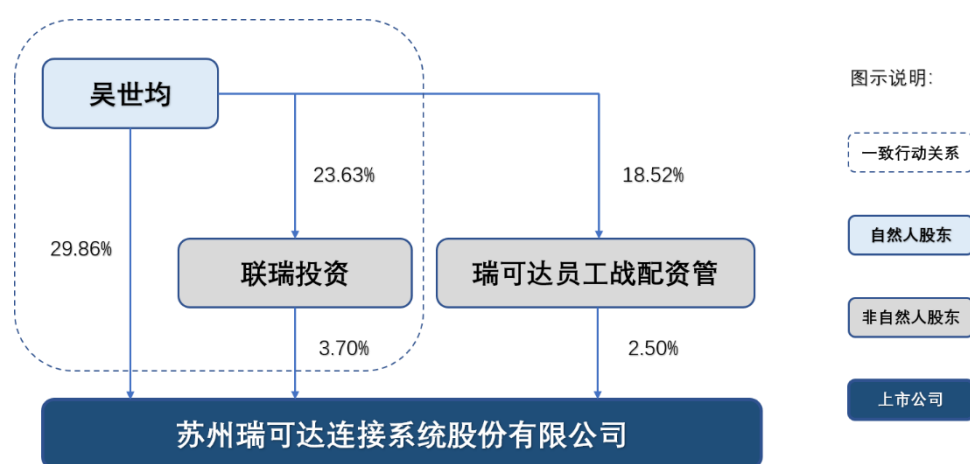 吴世均
图示说明:
一致行动关系
23.63%
18.52%
29.86%
自然人股东
联瑞投资
瑞可达员工战配资管
非自然人股东
3.70%
2.50%
上市公司
苏州瑞可达连接系统股份有限公司